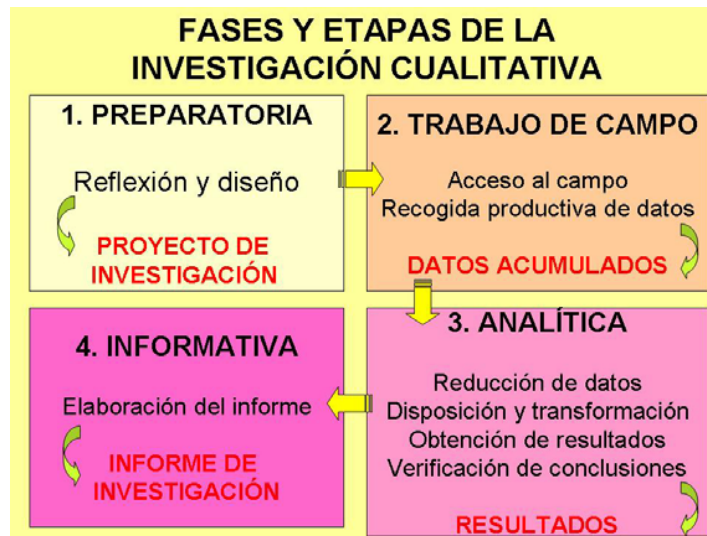 FASES Y ETAPAS DE LA
INVESTIGACIÓN CUALITATIVA
1. PREPARATORIA
Reflexión y diseño
PROYECTO DE
INVESTIGACIÓN
2. TRABAJO DE CAMPO
Acceso al campo
Recogida productiva de datos
DATOS ACUMULADOS
3. ANALÍTICA
Reducción de datos
Disposición y transformación
Obtención de resultados
Verificación de conclusiones
RESULTADOS
4. INFORMATIVA
Elaboración del informe
INFORME DE
INVESTIGACIÓN